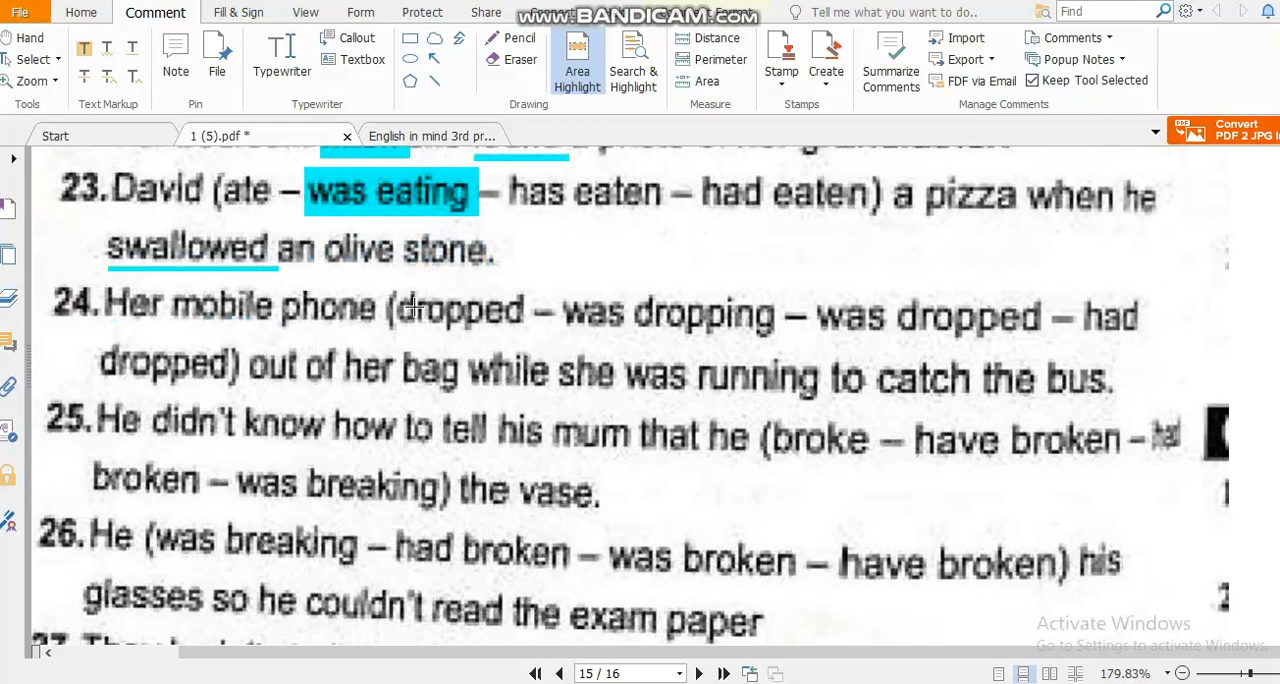 www.BANDICAM.com
File Home Comment Fill & Sign View Form Protect Share Tell me what you want to do.. Find
Hand Select Zoom Tools
Text Markup
Note File Pin
Typewriter Callout Textbox Typewriter
Pencil Eraser Area Highlight Search & Highlight Drawing
Distance Perimeter Area Measure
Stamp Create Stamps
Summarize Comments Import Export FDF via Email Comments Popup Notes Keep Tool Selected Manage Comments
Start 1 (5).pdf * English in mind 3rd pr... Convert
PDF 2 JPG
23. David (ate – was eating – has eaten – had eaten) a pizza when he
swallowed an olive stone.
24. Her mobile phone (dropped – was dropping – was dropped – had
dropped) out of her bag while she was running to catch the bus.
25. He didn't know how to tell his mum that he (broke – have broken – had
broken – was breaking) the vase.
26. He (was breaking – had broken – was broken – have broken) his
glasses so he couldn't read the exam paper
Activate Windows
Go to Settings to activate Windows.
15 / 16 179.83%